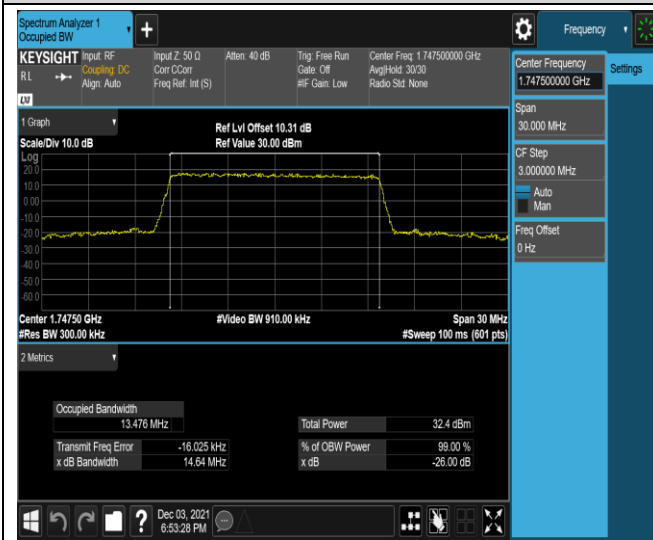 Spectrum Analyzer 1
Occupied BW
Frequency
KEYSIGHT
RL
LXI
Input: RF
Coupling: DC
Align: Auto
Input Z: 50 Ω
Corr CCorr
Freq Ref: Int (S)
Atten: 40 dB
Trig: Free Run
Gate: Off
#IF Gain: Low
Center Freq: 1.747500000 GHz
Avg|Hold: 30/30
Radio Std: None
Center Frequency
1.747500000 GHz
Settings
Span
30.000 MHz
CF Step
3.000000 MHz
Auto
Man
Freq Offset
0 Hz
1 Graph
Ref Lvl Offset 10.31 dB
Scale/Div 10.0 dB
Ref Value 30.00 dBm
Log
20.0
10.0
0.00
-10.0
-20.0
-30.0
-40.0
-50.0
-60.0
Center 1.74750 GHz
#Video BW 910.00 kHz
Span 30 MHz
#Res BW 300.00 kHz
#Sweep 100 ms (601 pts)
2 Metrics
Occupied Bandwidth
13.476 MHz
Total Power 32.4 dBm
Transmit Freq Error -16.025 kHz
% of OBW Power 99.00 %
x dB Bandwidth 14.64 MHz
x dB -26.00 dB
?
Dec 03, 2021
6:53:28 PM